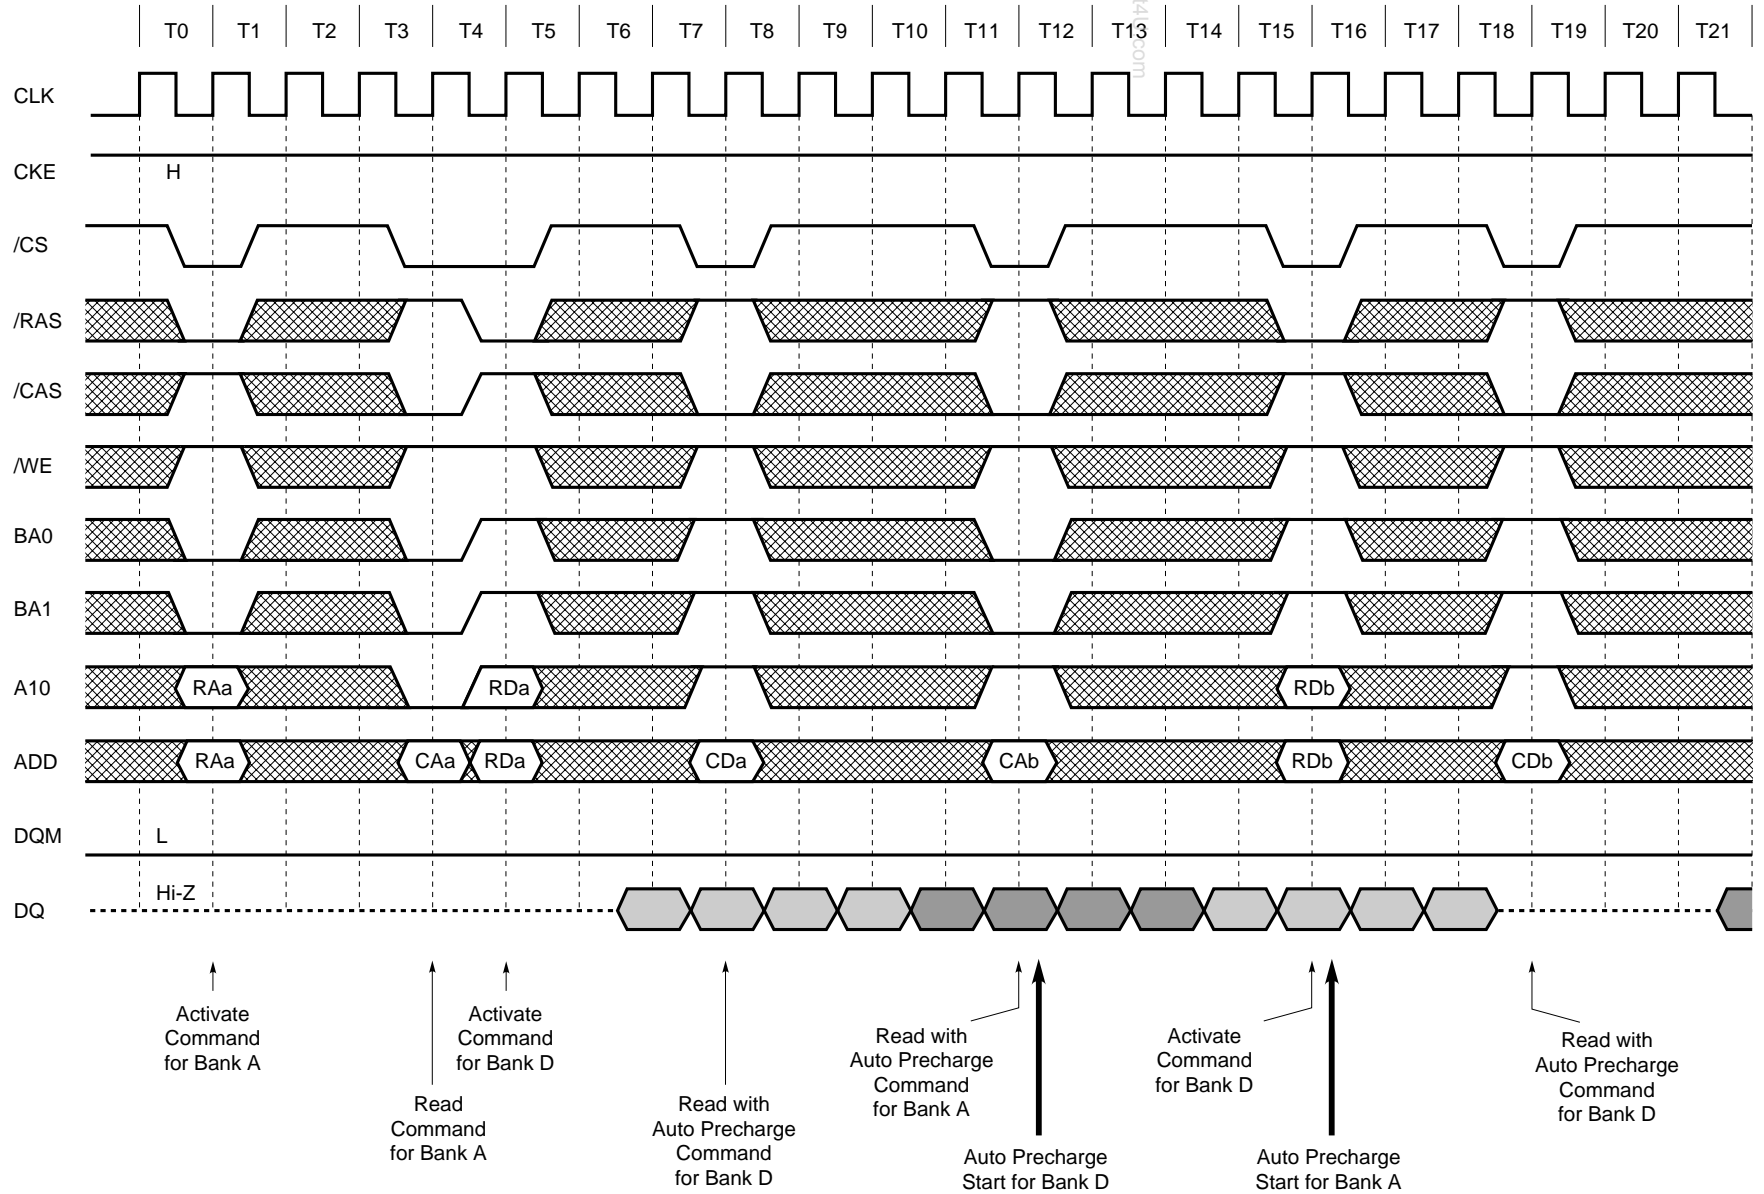 T0 T1 T2 T3 T4 T5 T6 T7 T8 T9 T10 T11 T12 T13 T14 T15 T16 T17 T18 T19 T20 T21
t4U.com
CLK
CKE
H
/CS
/RAS
/CAS
/WE
BA0
BA1
A10
RAa RDa RDb
ADD
RAa CAa RDa CDa CAb RDb CDb
DQM
L
DQ
Hi-Z
Activate
Command
for Bank A
Read
Command
for Bank A
Activate
Command
for Bank D
Read with
Auto Precharge
Command
for Bank D
Read with
Auto Precharge
Command
for Bank A
Auto Precharge
Start for Bank D
Activate
Command
for Bank D
Auto Precharge
Start for Bank A
Read with
Auto Precharge
Command
for Bank D